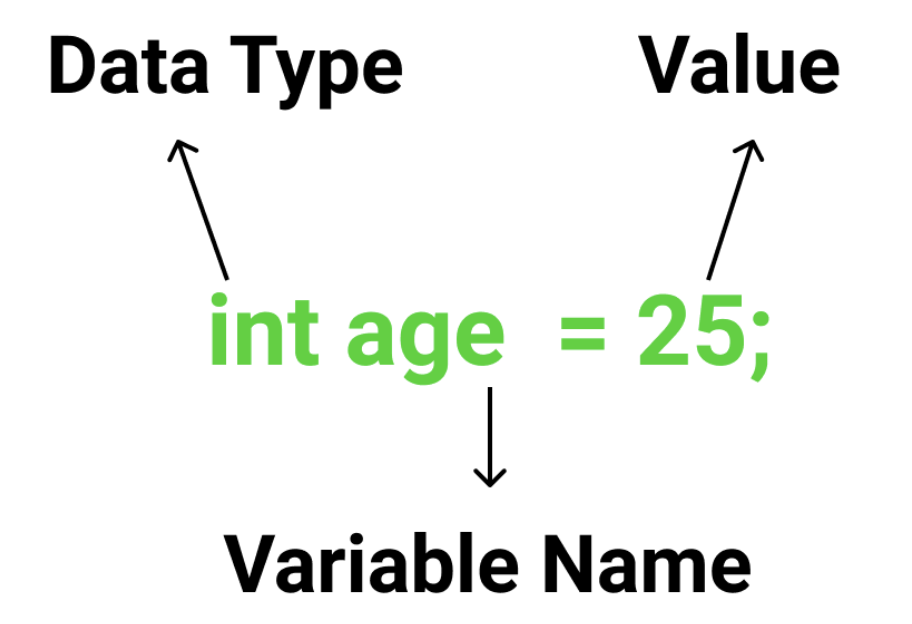 Data Type Value
int age = 25;
Variable Name